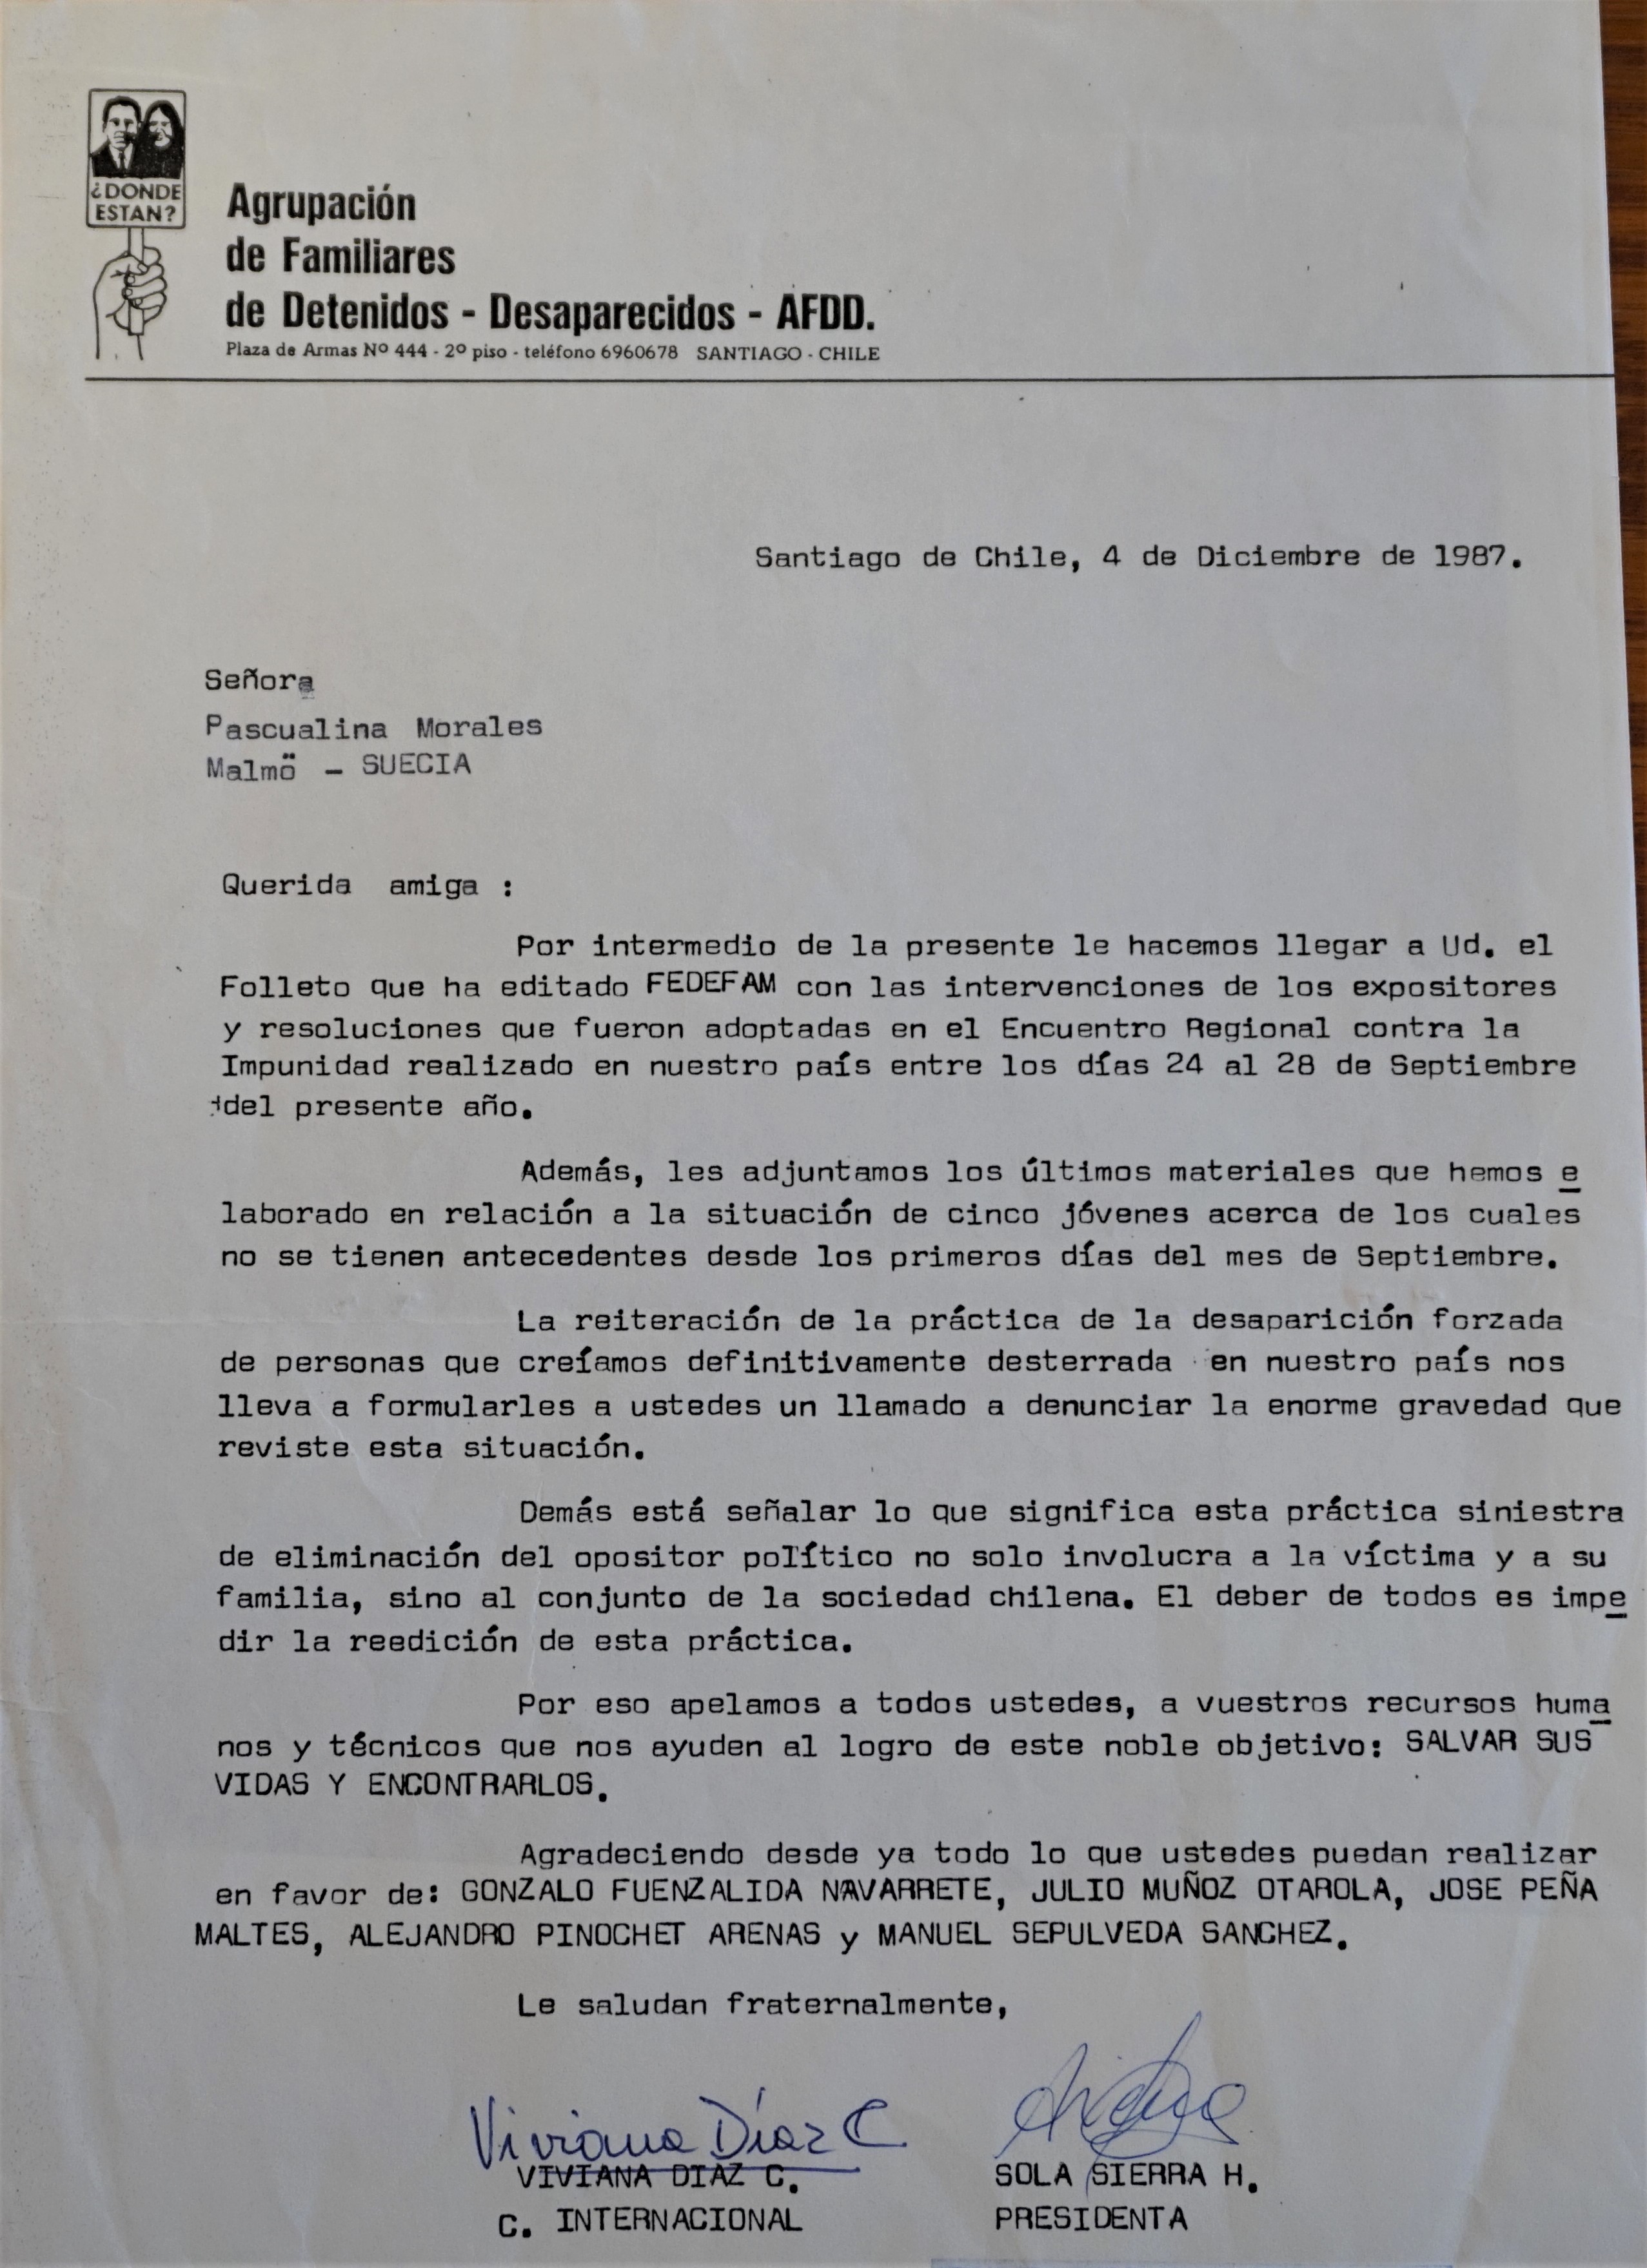 ¿DONDE
ESTAN?
Agrupación
de Familiares
de Detenidos - Desaparecidos - AFDD.
Plaza de Armas Nº 444 - 2º piso - teléfono 6960678 SANTIAGO - CHILE
Santiago de Chile, 4 de Diciembre de 1987.
Señora
Pascualina Morales
Malmö - SUECIA
Querida amiga :
Por intermedio de la presente le hacemos llegar a Ud. el
Folleto que ha editado FEDEFAM con las intervenciones de los expositores
y resoluciones que fueron adoptadas en el Encuentro Regional contra la
Impunidad realizado en nuestro país entre los días 24 al 28 de Septiembre
del presente año.
Además, les adjuntamos los últimos materiales que hemos e
laborado en relación a la situación de cinco jóvenes acerca de los cuales
no se tienen antecedentes desde los primeros días del mes de Septiembre.
La reiteración de la práctica de la desaparición forzada
de personas que creíamos definitivamente desterrada en nuestro país nos
lleva a formularles a ustedes un llamado a denunciar la enorme gravedad que
reviste esta situación.
Demás está señalar lo que significa esta práctica siniestra
de eliminación del opositor político no solo involucra a la víctima y a su
familia, sino al conjunto de la sociedad chilena. El deber de todos es impe
dir la reedición de esta práctica.
Por eso apelamos a todos ustedes, a vuestros recursos huma
nos y técnicos que nos ayuden al logro de este noble objetivo: SALVAR SUS
VIDAS Y ENCONTRARLOS.
Agradeciendo desde ya todo lo que ustedes puedan realizar
en favor de: GONZALO FUENZALIDA NAVARRETE, JULIO MUÑOZ OTAROLA, JOSE PEÑA
MALTES, ALEJANDRO PINOCHET ARENAS y MANUEL SEPULVEDA SANCHEZ.
Le saludan fraternalmente,
Viviana Díaz C
VIVIANA DIAZ C.
C. INTERNACIONAL
SOLA SIERRA H.
PRESIDENTA